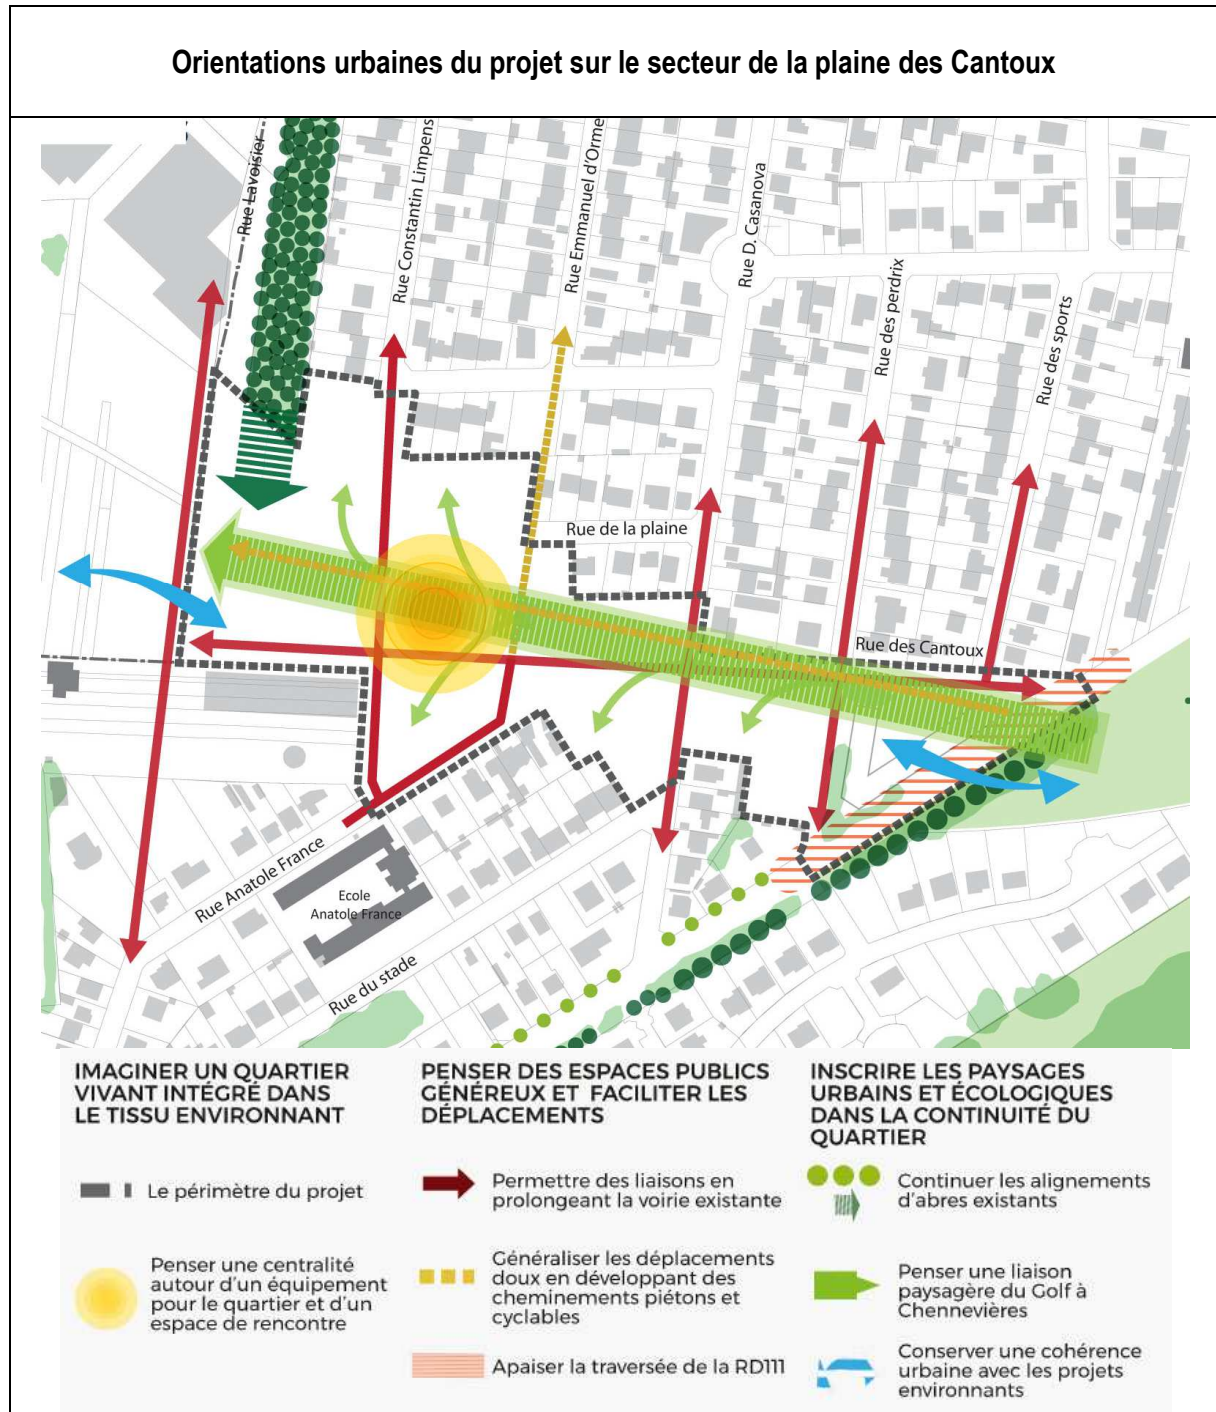 Orientations urbaines du projet sur le secteur de la plaine des Cantoux
Rue Lavoisier
Rue Constantin Limpens
Rue Emmanuel d'Orme
Rue D. Casanova
Rue des perdrix
Rue des sports
Rue de la plaine
Rue des Cantoux
Rue Anatole France
Ecole
Anatole France
Rue du stade
IMAGINER UN QUARTIER
VIVANT INTÉGRÉ DANS
LE TISSU ENVIRONNANT
Le périmètre du projet
Penser une centralité
autour d'un équipement
pour le quartier et d'un
espace de rencontre
PENSER DES ESPACES PUBLICS
GÉNÉREUX ET FACILITER LES
DÉPLACEMENTS
Permettre des liaisons en
prolongeant la voirie existante
Généraliser les déplacements
doux en développant des
cheminements piétons et
cyclables
Apaiser la traversée de la RD111
INSCRIRE LES PAYSAGES
URBAINS ET ÉCOLOGIQUES
DANS LA CONTINUITÉ DU
QUARTIER
Continuer les alignements
d'abres existants
Penser une liaison
paysagère du Golf à
Chennevières
Conserver une cohérence
urbaine avec les projets
environnants